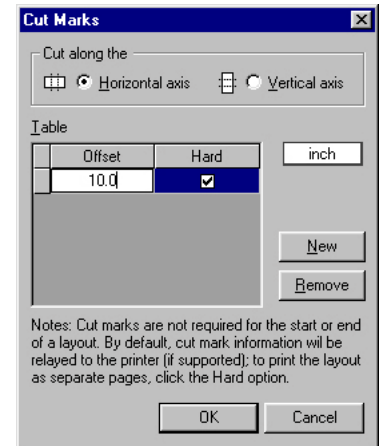 Cut Marks
Cut along the
Horizontal axis
Vertical axis
Table
Offset Hard
inch
10.0
New
Remove
Notes: Cut marks are not required for the start or end
of a layout. By default, cut mark information wil be
relayed to the printer (if supported); to print the layout
as separate pages, click the Hard option.
OK Cancel